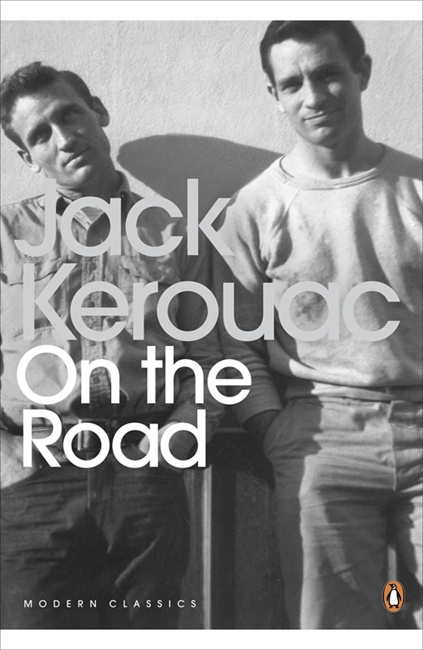 Jack
Kerouac
On the
Road
MODERN CLASSICS